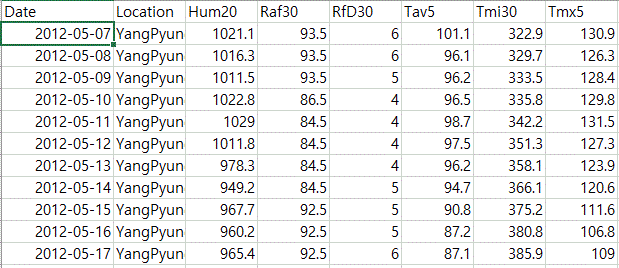 Date Location Hum20 Raf30 RfD30 Tav5 Tmi30 Tmx5
2012-05-07 YangPyun 1021.1 93.5 6 101.1 322.9 130.9
2012-05-08 YangPyun 1016.3 93.5 6 96.1 329.7 126.3
2012-05-09 YangPyun 1011.5 93.5 5 96.2 333.5 128.4
2012-05-10 YangPyun 1022.8 86.5 4 96.5 335.8 129.8
2012-05-11 YangPyun 1029 84.5 4 98.7 342.2 131.5
2012-05-12 YangPyun 1011.8 84.5 4 97.5 351.3 127.3
2012-05-13 YangPyun 978.3 84.5 4 96.2 358.1 123.9
2012-05-14 YangPyun 949.2 84.5 5 94.7 366.1 120.6
2012-05-15 YangPyun 967.7 92.5 5 90.8 375.2 111.6
2012-05-16 YangPyun 960.2 92.5 5 87.2 380.8 106.8
2012-05-17 YangPyun 965.4 92.5 6 87.1 385.9 109